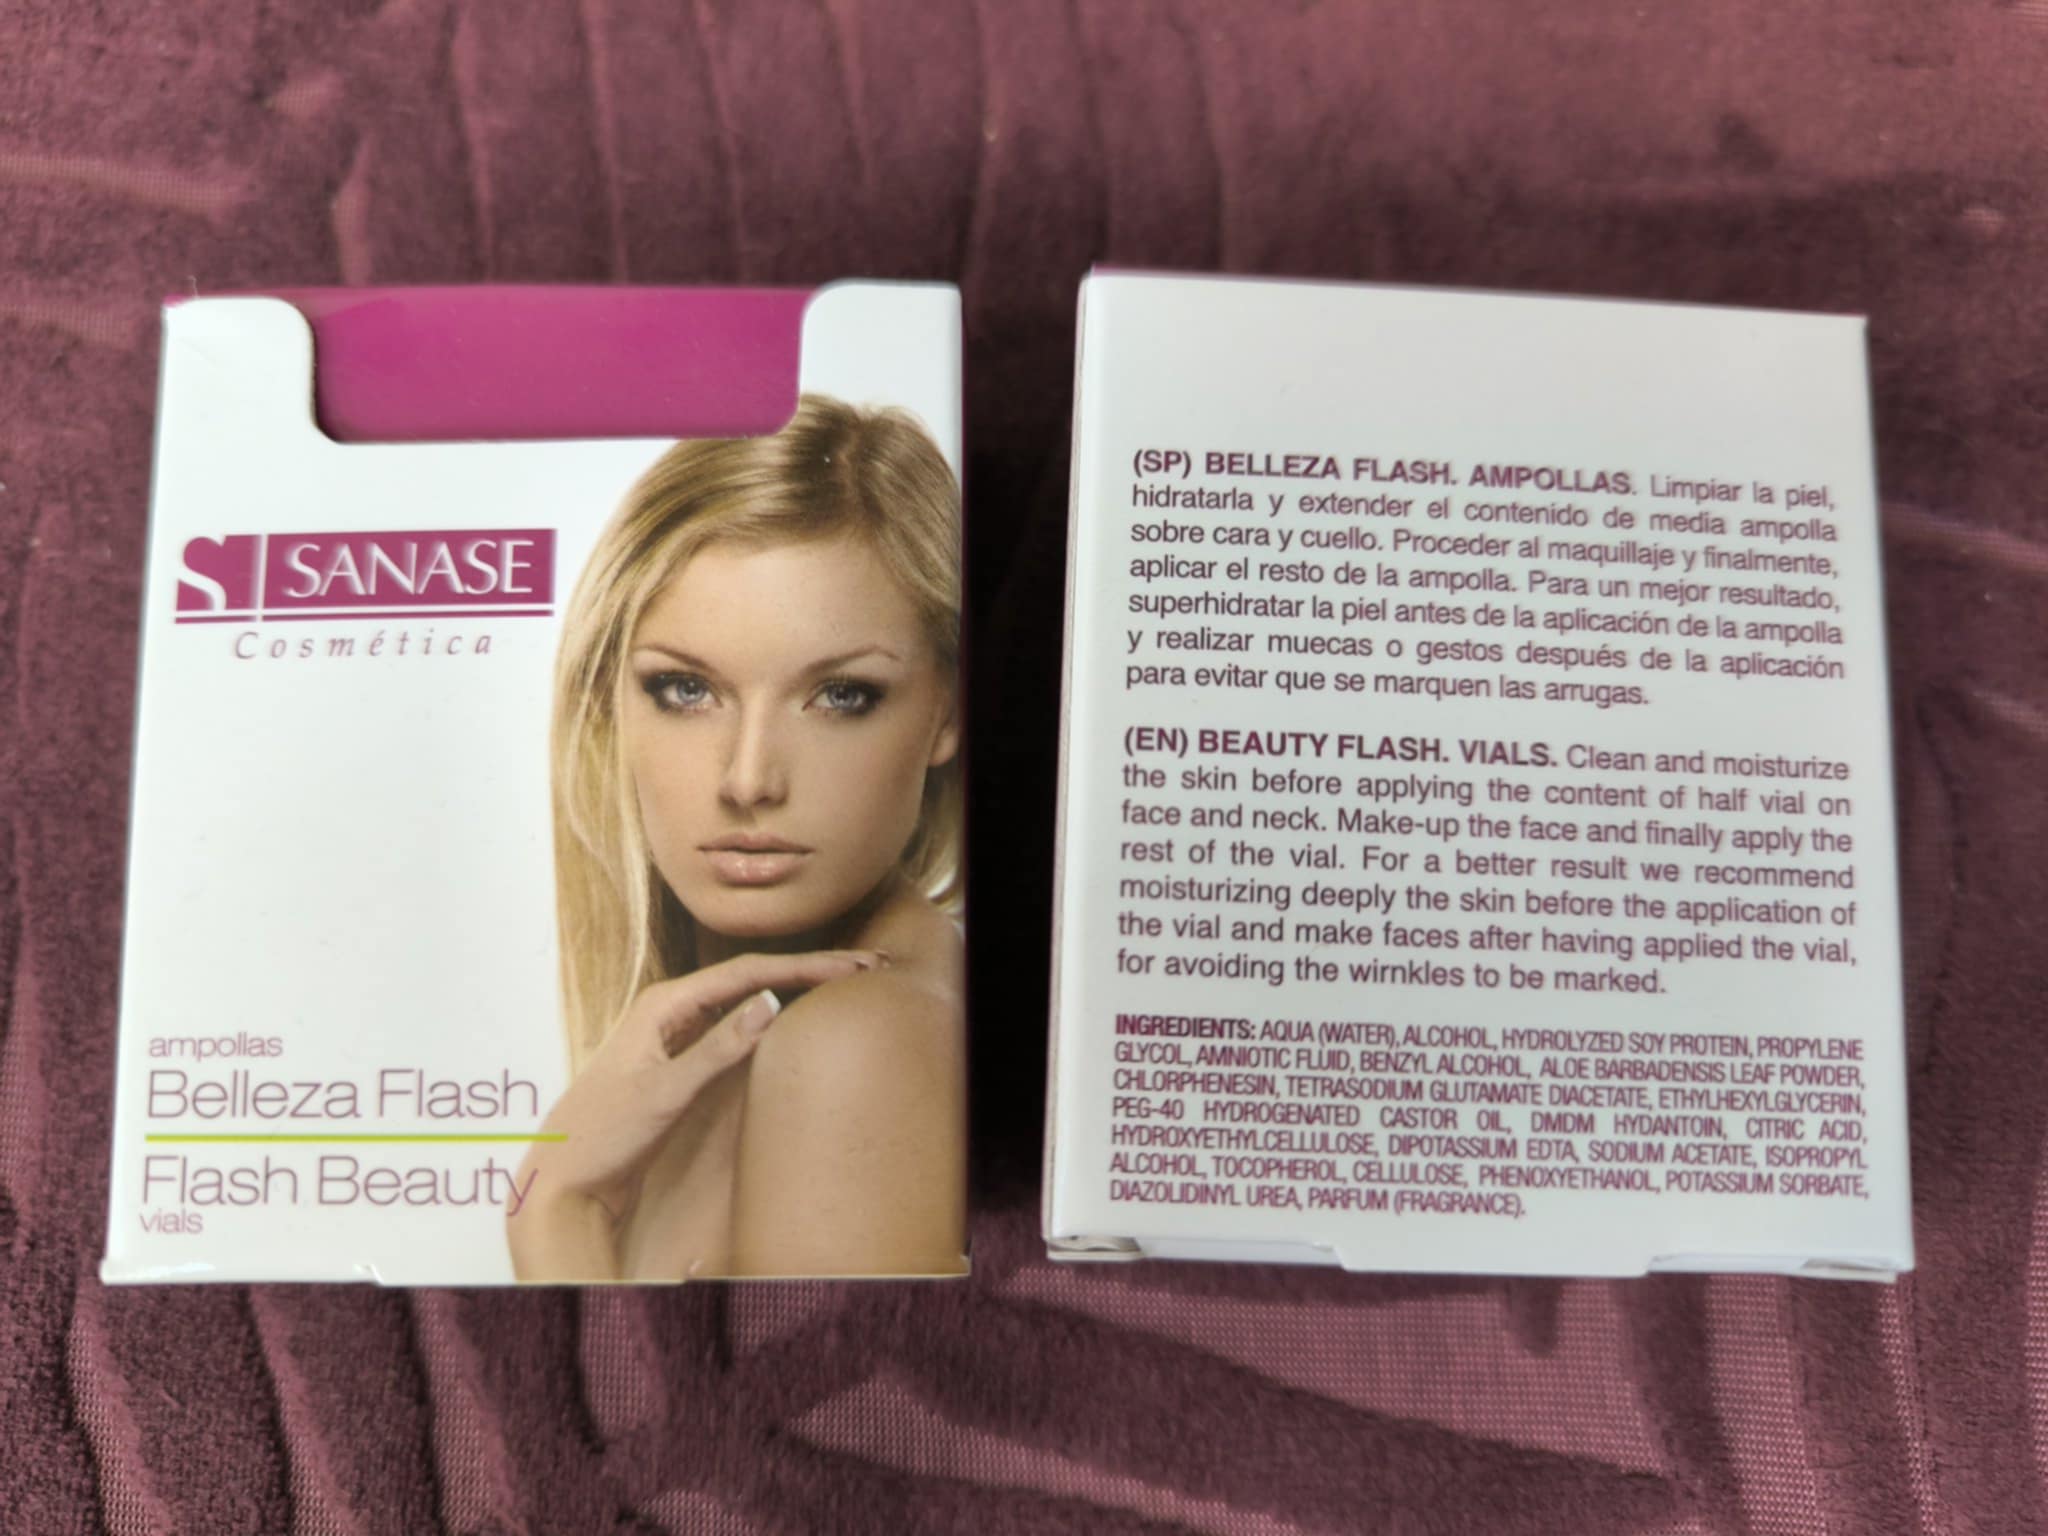 S SANASE
Cosmética
ampollas
Belleza Flash
Flash Beauty
vials
(SP) BELLEZA FLASH. AMPOLLAS. Limpiar la piel,
hidratarla y extender el contenido de media ampolla
sobre cara y cuello. Proceder al maquillaje y finalmente,
aplicar el resto de la ampolla. Para un mejor resultado,
superhidratar la piel antes de la aplicación de la ampolla
y realizar muecas o gestos después de la aplicación
para evitar que se marquen las arrugas.
(EN) BEAUTY FLASH. VIALS. Clean and moisturize
the skin before applying the content of half vial on
face and neck. Make-up the face and finally apply the
rest of the vial. For a better result we recommend
moisturizing deeply the skin before the application of
the vial and make faces after having applied the vial,
for avoiding the wirnkles to be marked.
INGREDIENTS: AQUA (WATER), ALCOHOL, HYDROLYZED SOY PROTEIN, PROPYLENE
GLYCOL, AMNIOTIC FLUID, BENZYL ALCOHOL, ALOE BARBADENSIS LEAF POWDER,
CHLORPHENESIN, TETRASODIUM GLUTAMATE DIACETATE, ETHYLHEXYLGLYCERIN,
PEG-40 HYDROGENATED CASTOR OIL, DMDM HYDANTOIN, CITRIC ACID,
HYDROXYETHYLCELLULOSE, DIPOTASSIUM EDTA, SODIUM ACETATE, ISOPROPYL
ALCOHOL, TOCOPHEROL, CELLULOSE, PHENOXYETHANOL, POTASSIUM SORBATE,
DIAZOLIDINYL UREA, PARFUM (FRAGRANCE).